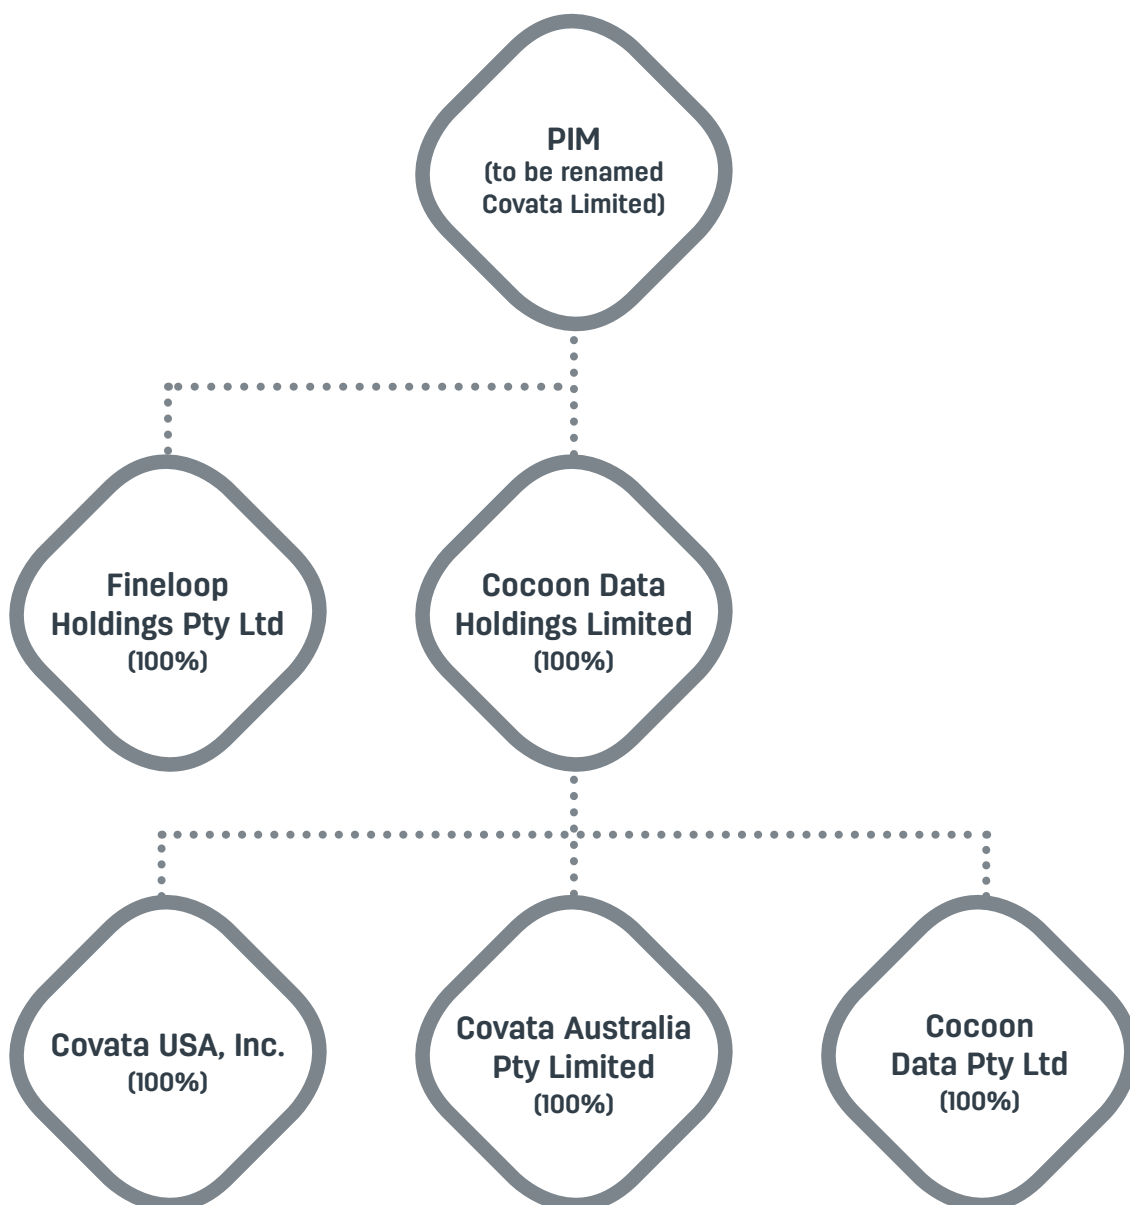 PIM
(to be renamed
Covata Limited)
Fineloop
Holdings Pty Ltd
(100%)
Cocoon Data
Holdings Limited
(100%)
Covata USA, Inc.
(100%)
Covata Australia
Pty Limited
(100%)
Cocoon
Data Pty Ltd
(100%)